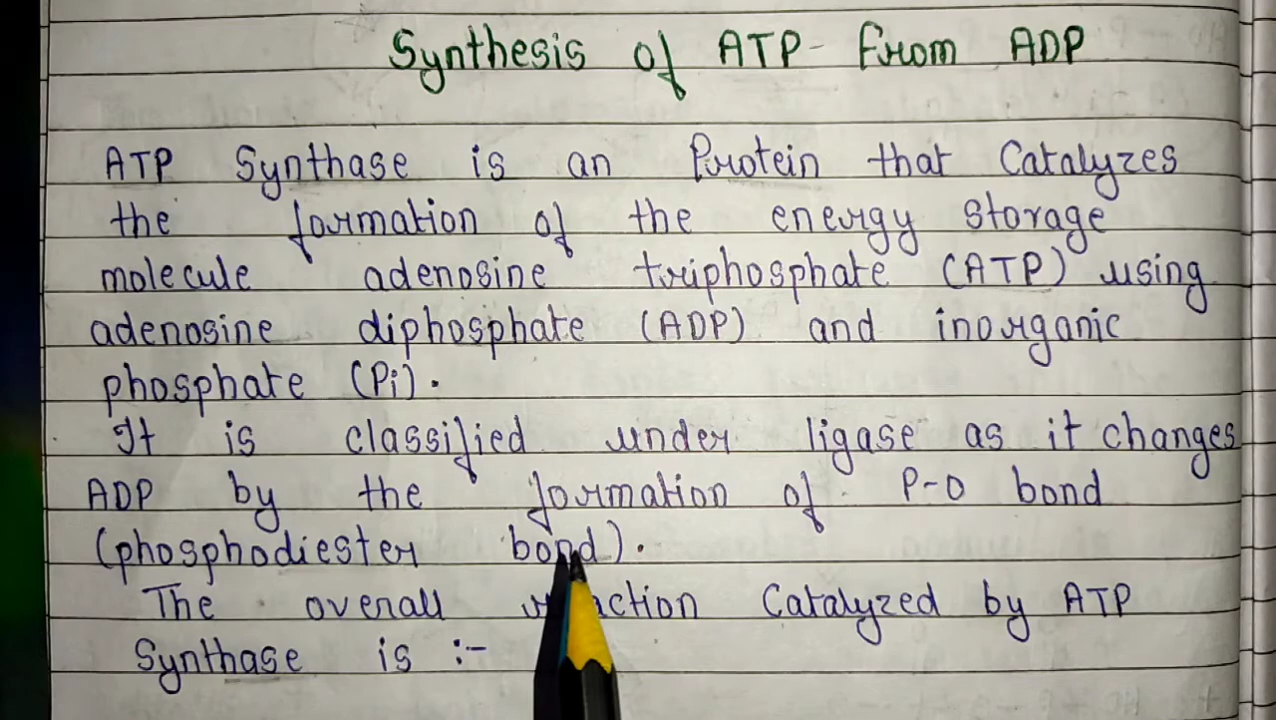 Synthesis of ATP From ADP
ATP Synthase is an Protein that Catalyzes
the formation of the energy storage
molecule adenosine triphosphate (ATP) using
adenosine diphosphate (ADP) and inorganic
phosphate (Pi).
It is classified under ligase as it changes
ADP by the formation of P-O bond
(phosphodiester bond).
The overall reaction Catalyzed by ATP
Synthase is :-